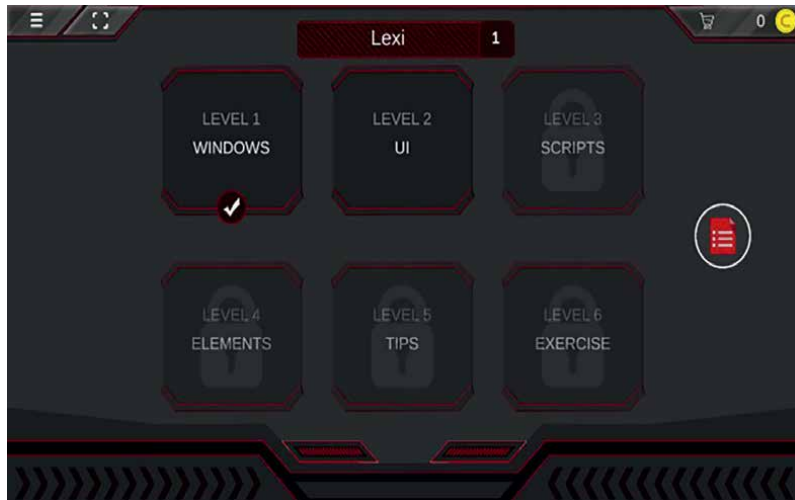 0 C
Lexi 1
LEVEL 1
WINDOWS
LEVEL 2
UI
LEVEL 3
SCRIPTS
LEVEL 4
ELEMENTS
LEVEL 5
TIPS
LEVEL 6
EXERCISE